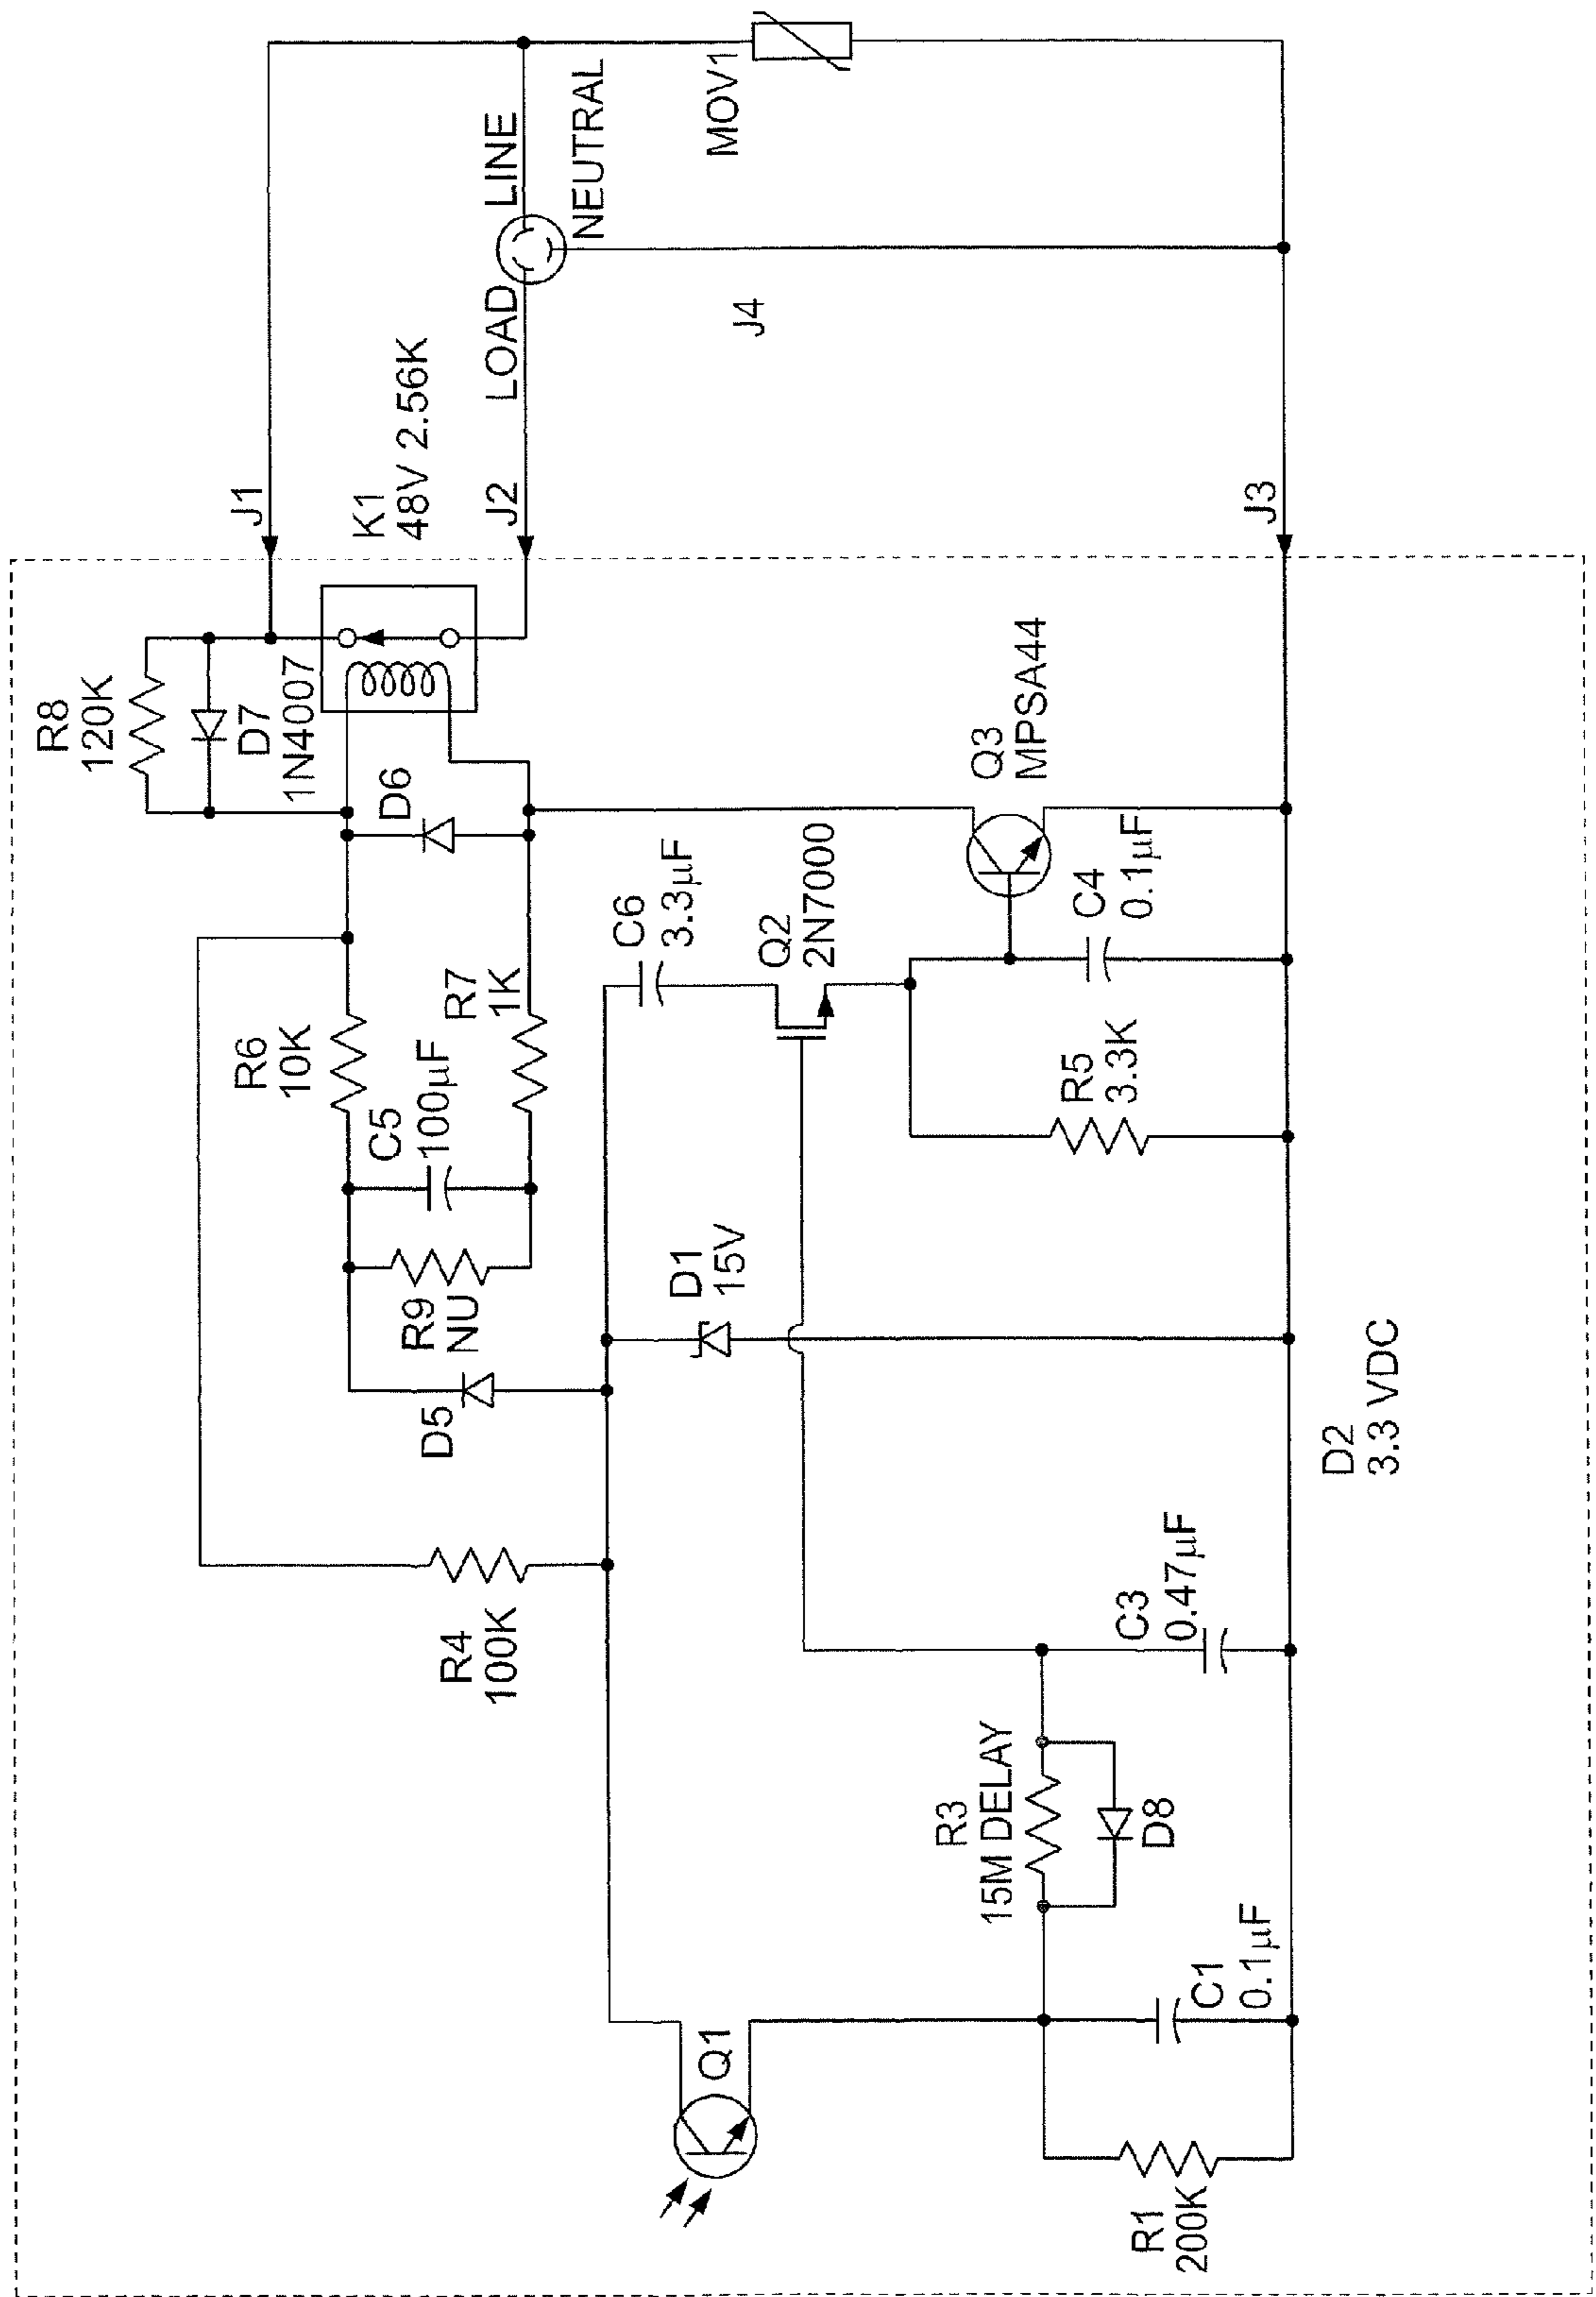 R8
120K
D7
1N4007
J1
K1
48V 2.56K
J2
LOAD
LINE
NEUTRAL
MOV1
J4
J3
D6
R6
10K
C5
100μF
R7
1K
R9
NU
D5
R4
100K
C6
3.3μF
Q2
2N7000
Q3
MPSA44
C4
0.1μF
R5
3.3K
D1
15V
D2
3.3 VDC
C3
0.47μF
R3
15M DELAY
D8
Q1
C1
0.1μF
R1
200K